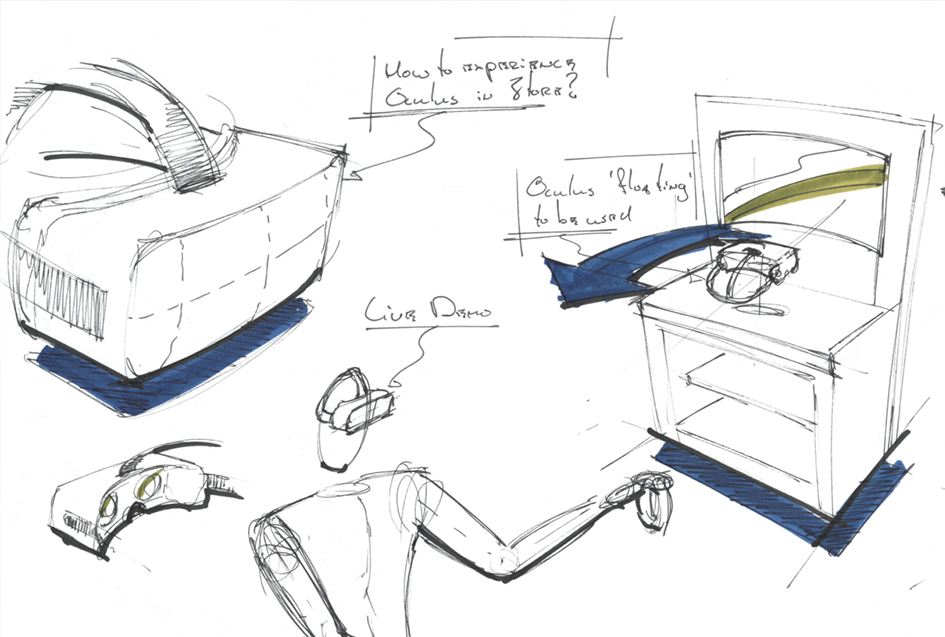 How to experience
Oculus in store?
Oculus 'floating'
to be used
Live Demo